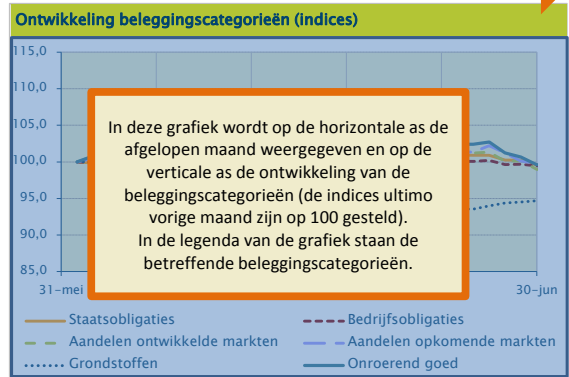 Ontwikkeling beleggingscategorieën (indices)
115,0
110,0
105,0
100,0
95,0
90,0
85,0
In deze grafiek wordt op de horizontale as de
afgelopen maand weergegeven en op de
verticale as de ontwikkeling van de
beleggingscategorieën (de indices ultimo
vorige maand zijn op 100 gesteld).
In de legenda van de grafiek staan de
betreffende beleggingscategorieën.
31-mei 30-jun
Staatsobligaties Bedrijfsobligaties
Aandelen ontwikkelde markten Aandelen opkomende markten
Grondstoffen Onroerend goed